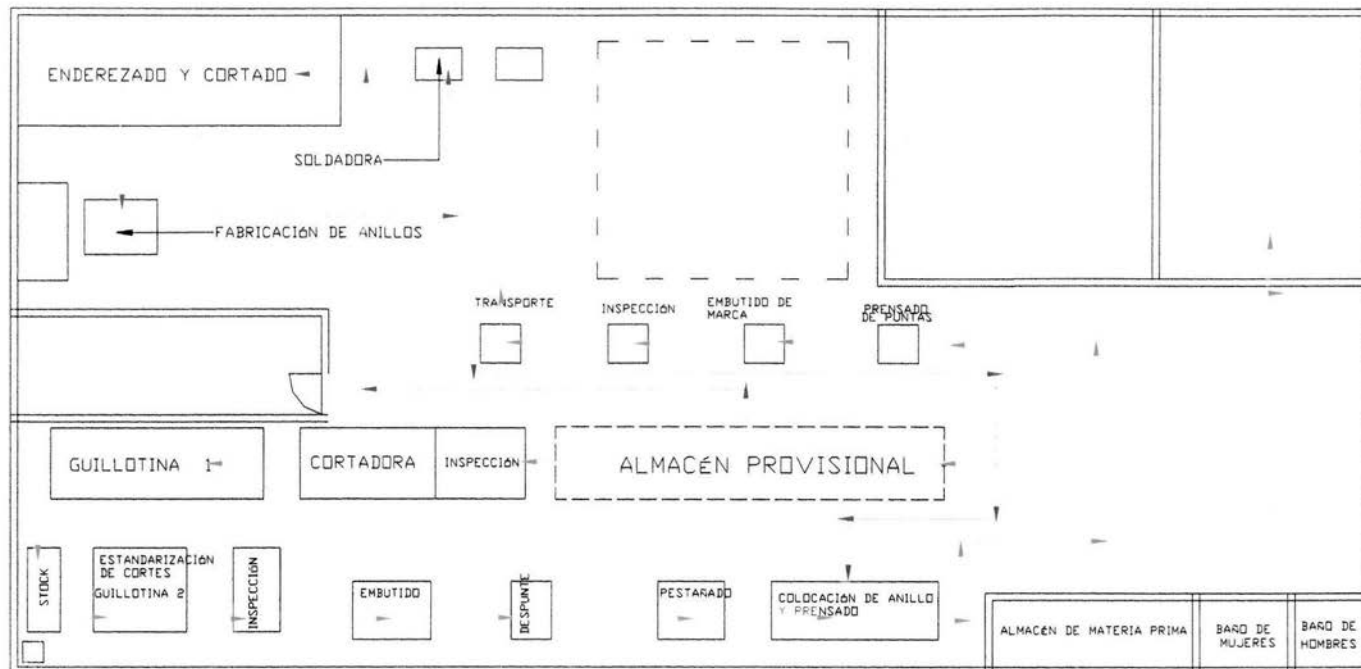 ENDEREZADO Y CORTADO
SOLDADORA
FABRICACIÓN DE ANILLOS
TRANSPORTE
INSPECCIÓN
EMBUTIDO DE
MARCA
PRENSADO
DE PUNTAS
GUILLOTINA 1
CORTADORA
INSPECCIÓN
ALMACÉN PROVISIONAL
STOCK
ESTANDARIZACIÓN
DE CORTES
GUILLOTINA 2
INSPECCIÓN
EMBUTIDO
DESPUNTE
PESTAÑADO
COLOCACIÓN DE ANILLO
Y PRENSADO
ALMACÉN DE MATERIA PRIMA
BAÑO DE
MUJERES
BAÑO DE
HOMBRES